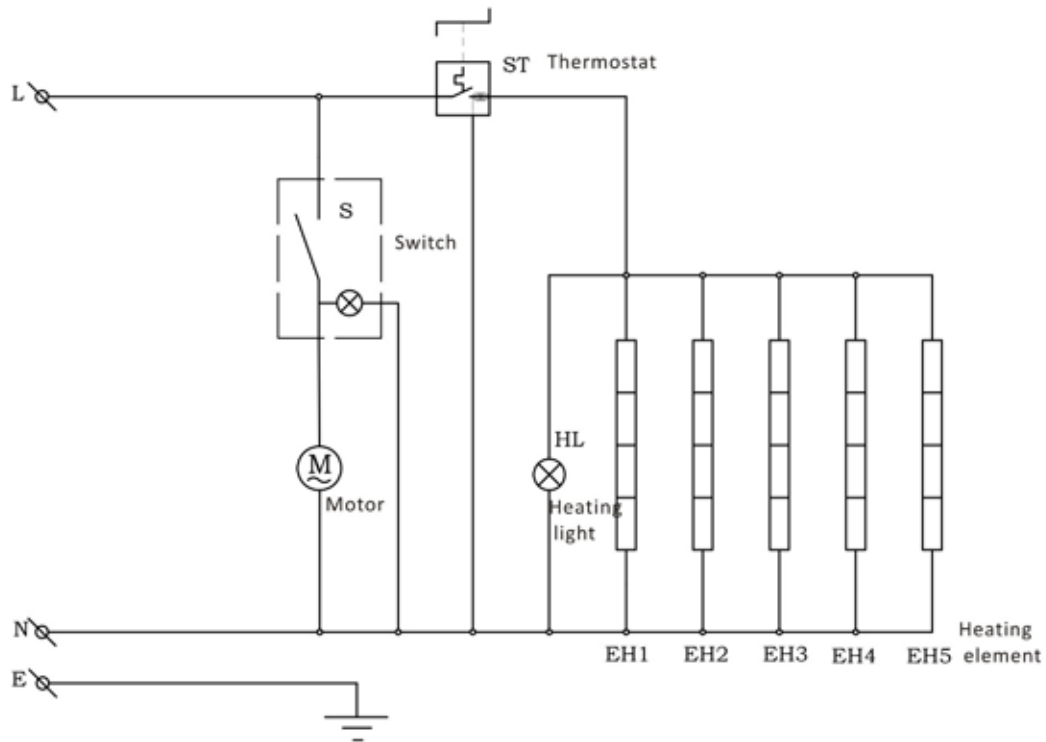 ST Thermostat
L
S
Switch
HL
M
Motor
Heating
light
N
Heating
EH1 EH2 EH3 EH4 EH5 element
E